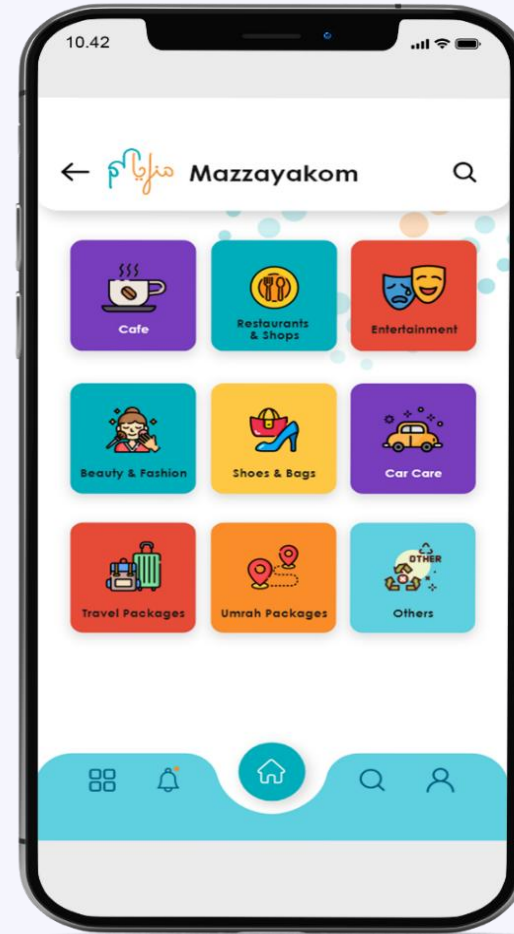 10.42
مزاياكم
Mazzayakom
Cafe
Restaurants
& Shops
Entertainment
Beauty & Fashion
Shoes & Bags
Car Care
Travel Packages
Umrah Packages
OTHER
Others